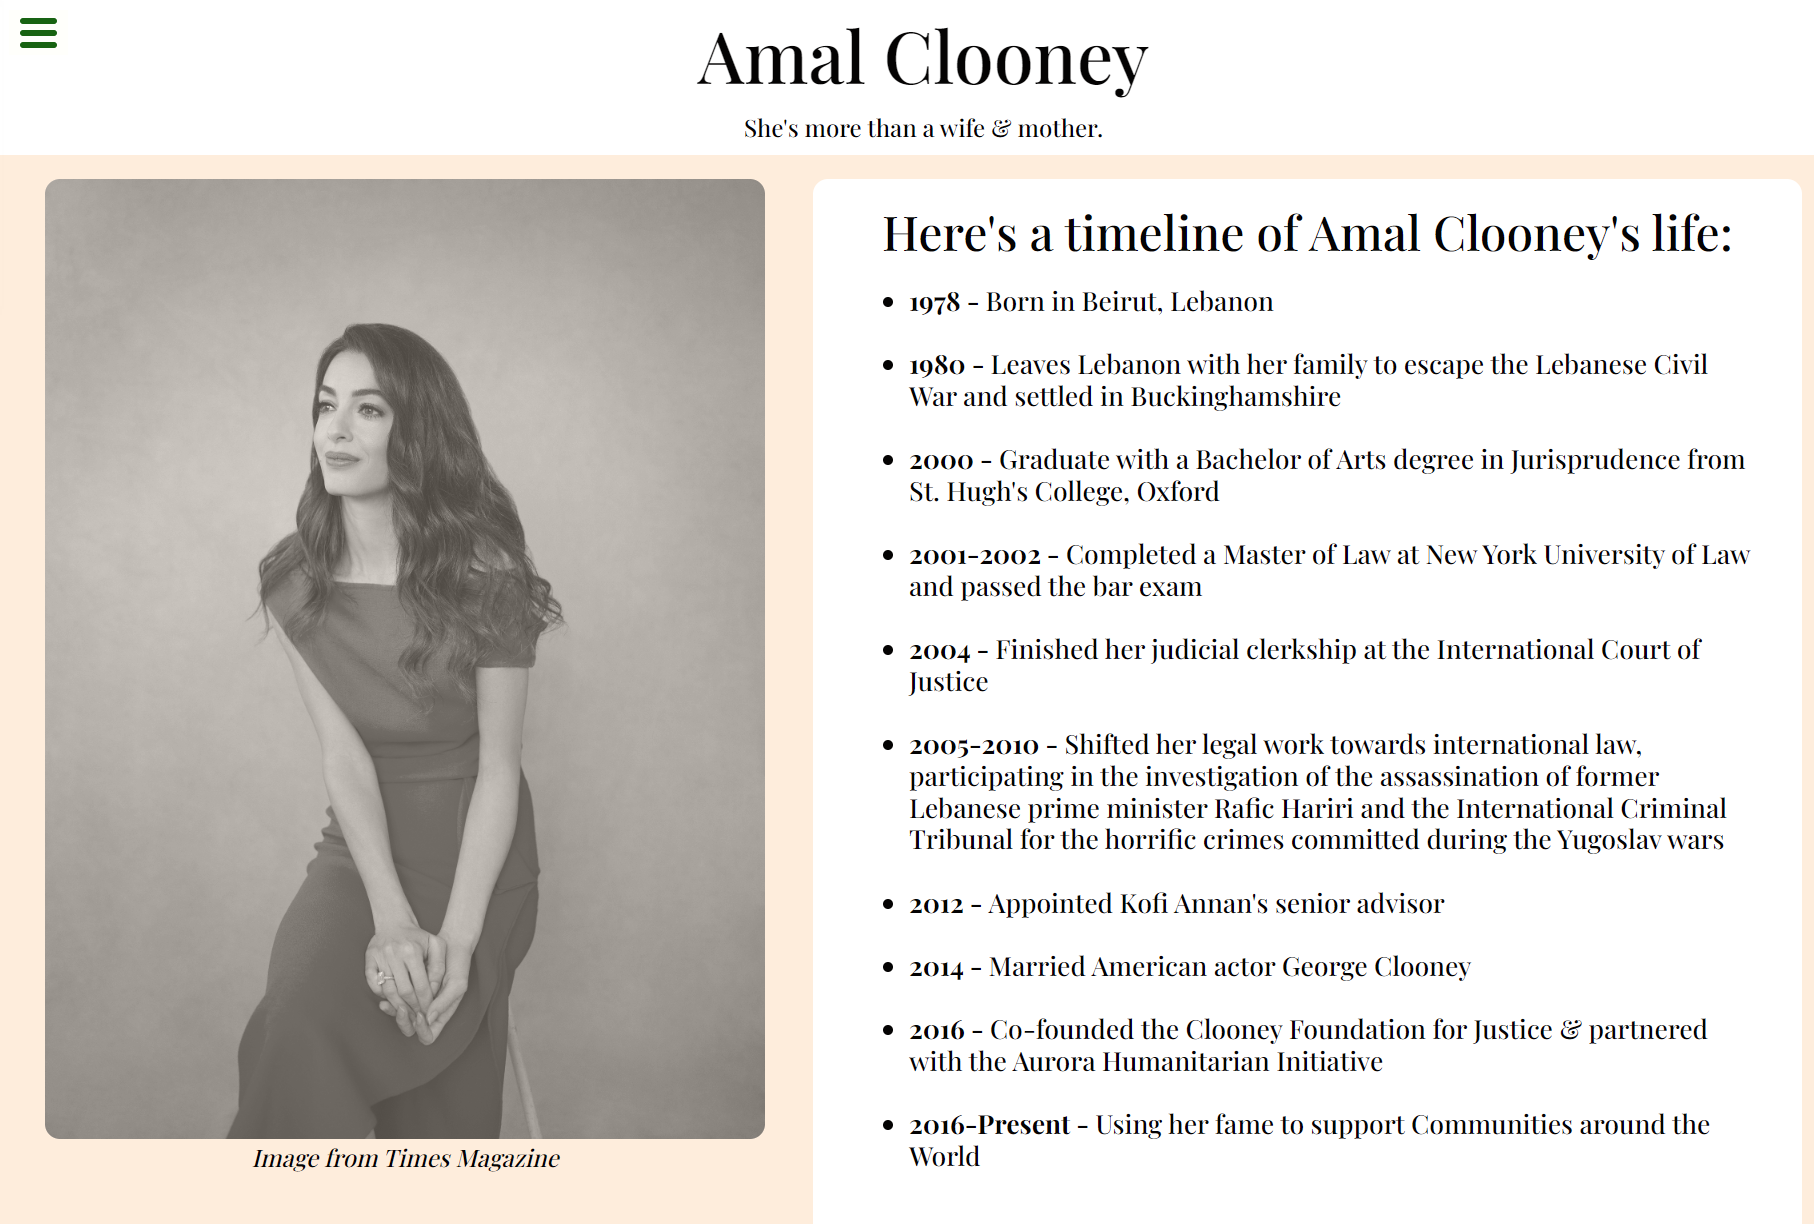 Amal Clooney
She's more than a wife & mother.
Image from Times Magazine
Here's a timeline of Amal Clooney's life:
• 1978 - Born in Beirut, Lebanon
• 1980 - Leaves Lebanon with her family to escape the Lebanese Civil
War and settled in Buckinghamshire
• 2000 - Graduate with a Bachelor of Arts degree in Jurisprudence from
St. Hugh's College, Oxford
• 2001-2002 - Completed a Master of Law at New York University of Law
and passed the bar exam
• 2004 - Finished her judicial clerkship at the International Court of
Justice
• 2005-2010 - Shifted her legal work towards international law,
participating in the investigation of the assassination of former
Lebanese prime minister Rafic Hariri and the International Criminal
Tribunal for the horrific crimes committed during the Yugoslav wars
• 2012 - Appointed Kofi Annan's senior advisor
• 2014 - Married American actor George Clooney
• 2016 - Co-founded the Clooney Foundation for Justice & partnered
with the Aurora Humanitarian Initiative
• 2016-Present - Using her fame to support Communities around the
World